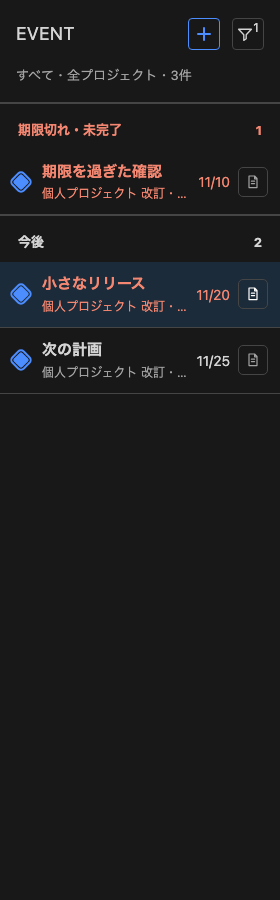 EVENT
1
すべて・全プロジェクト・3件
期限切れ・未完了 1
期限を過ぎた確認
11/10
個人プロジェクト 改訂・...
今後 2
小さなリリース
11/20
個人プロジェクト 改訂・...
次の計画
11/25
個人プロジェクト 改訂・...